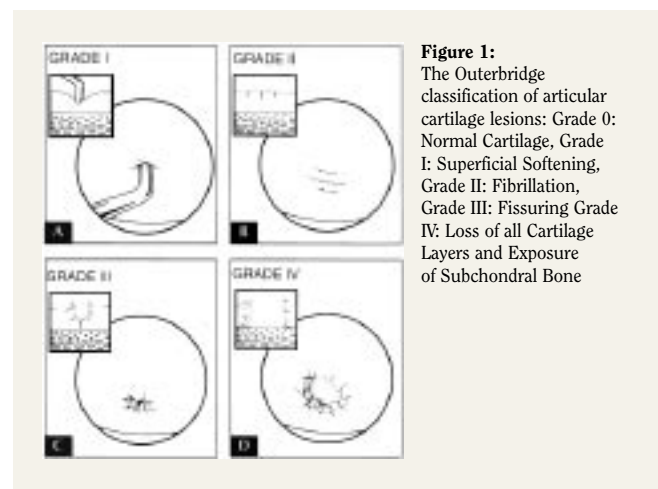 GRADE I
GRADE II
A
B
GRADE III
GRADE IV
C
D
Figure 1:
The Outerbridge
classification of articular
cartilage lesions: Grade 0:
Normal Cartilage, Grade
I: Superficial Softening,
Grade II: Fibrillation,
Grade III: Fissuring Grade
IV: Loss of all Cartilage
Layers and Exposure
of Subchondral Bone